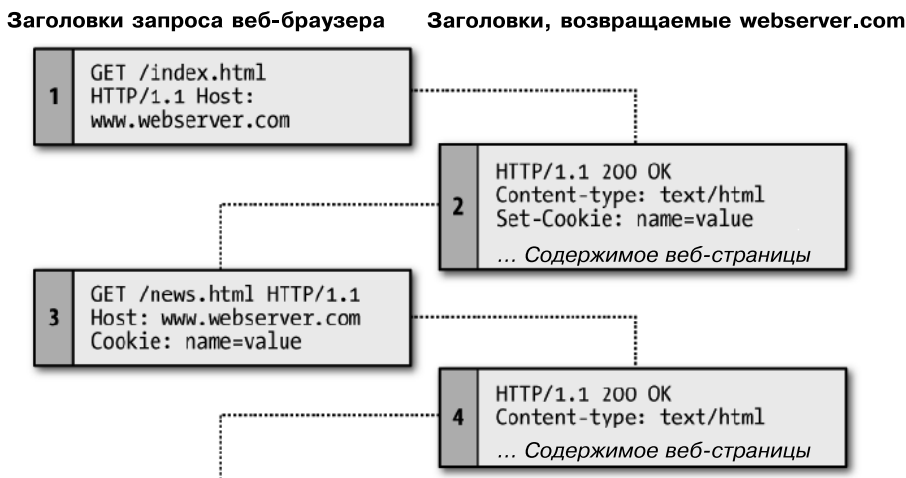 Заголовки запроса веб-браузера
Заголовки, возвращаемые webserver.com
1
GET /index.html
HTTP/1.1 Host:
www.webserver.com
2
HTTP/1.1 200 OK
Content-type: text/html
Set-Cookie: name=value
... Содержимое веб-страницы
3
GET /news.html HTTP/1.1
Host: www.webserver.com
Cookie: name=value
4
HTTP/1.1 200 OK
Content-type: text/html
... Содержимое веб-страницы